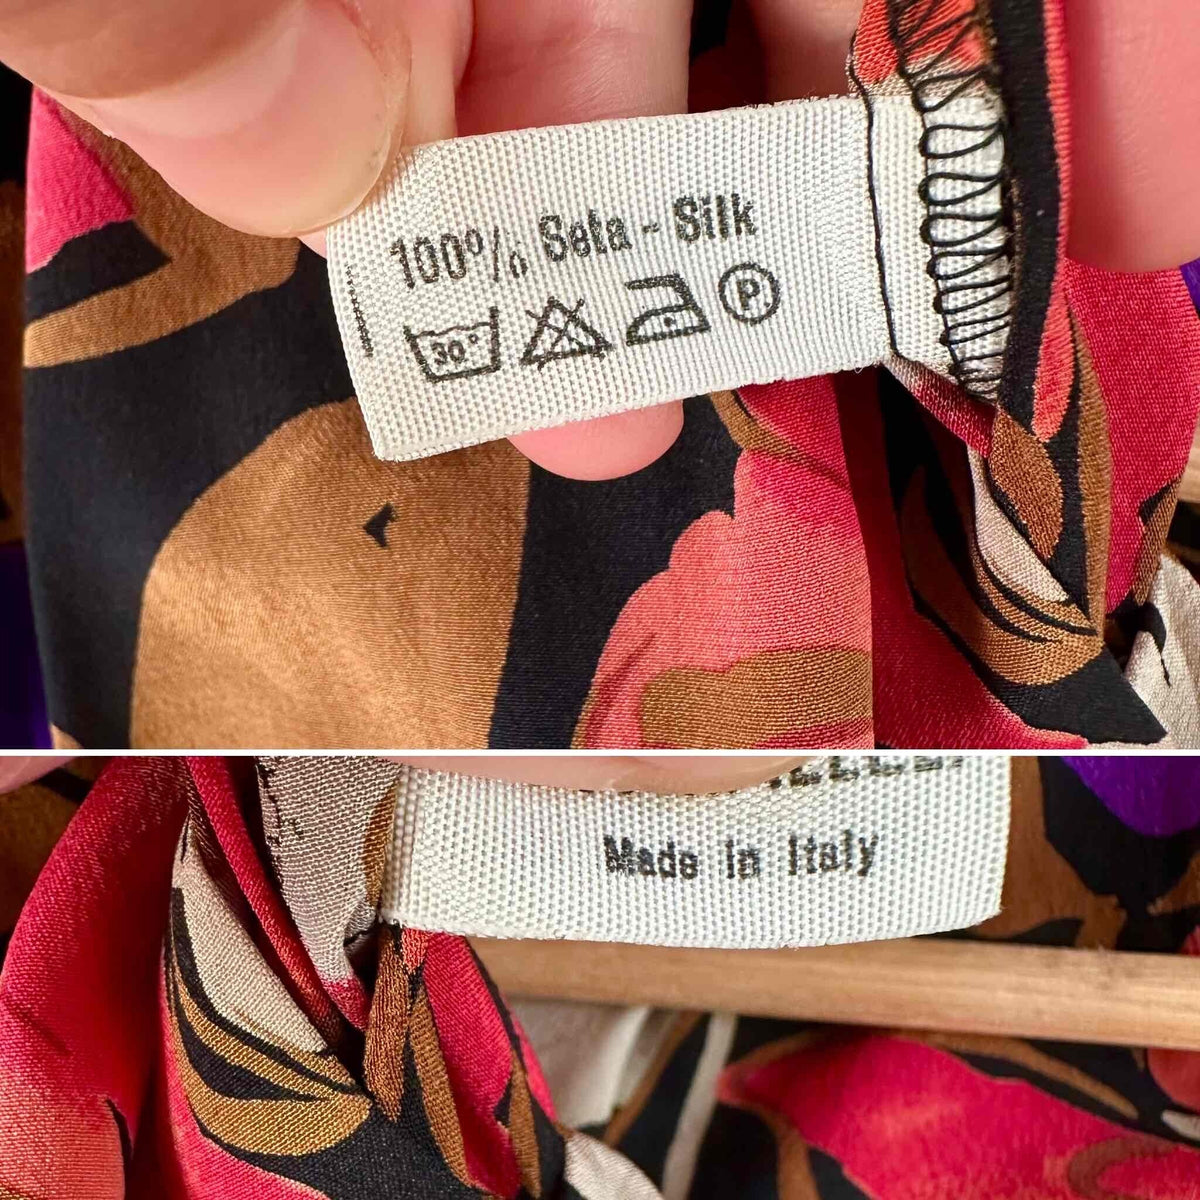 100% Seta - Silk
30°
P
Made in Italy